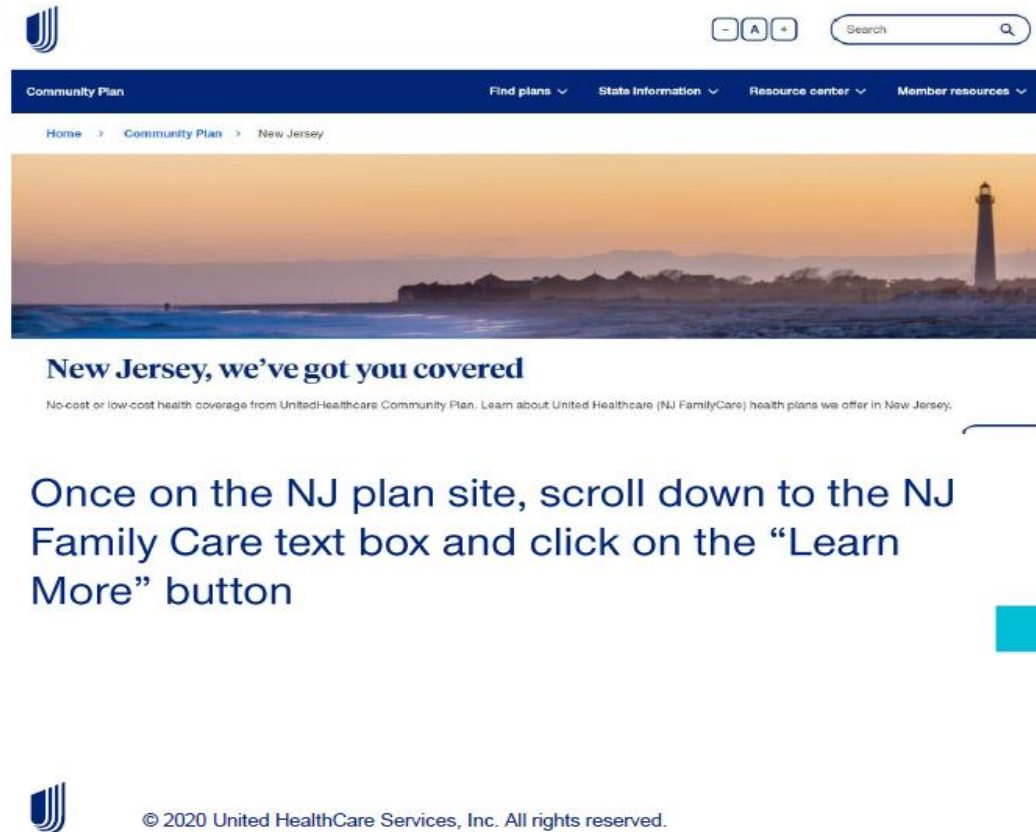 - A + Search
Community Plan Find plans State Information Resource center Member resources
Home > Community Plan > New Jersey
New Jersey, we've got you covered
No-cost or low-cost health coverage from UnitedHealthcare Community Plan. Learn about United Healthcare (NJ FamilyCare) health plans we offer in New Jersey.
Once on the NJ plan site, scroll down to the NJ
Family Care text box and click on the “Learn
More” button
© 2020 United HealthCare Services, Inc. All rights reserved.